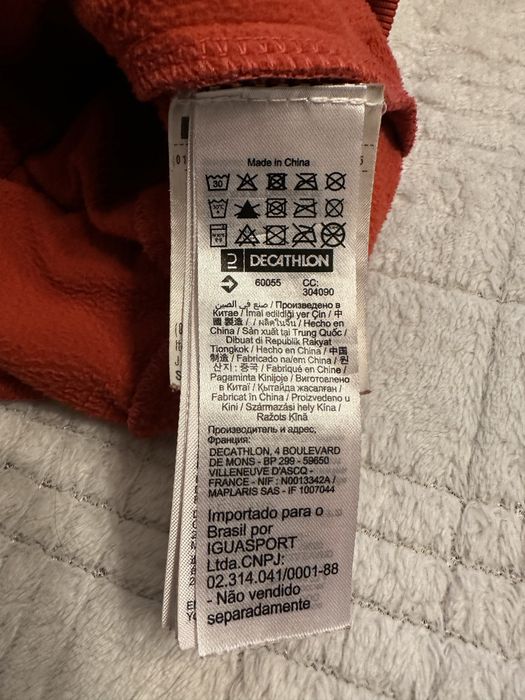 Made in China
30
DECATHLON
60055 CC:
304090
صنع في الصين / Произведено в
Китае / İmal edildiği yer Çin / 中
國製造 / / ผลิตในจีน / Hecho en
China / Sản xuất tại Trung Quốc /
Dibuat di Republik Rakyat
Tiongkok / Hecho en China / 中国
制造 / Fabricado na/em China / 원
산지 : 중국 / Fabriqué en Chine /
Pagaminta Kinijoje / Виготовлено
в Китаї / Қытайда жасалған /
Fabricat în China / Proizvedeno u
Kini / Származási hely Kína /
Ražots Ķīnā
Производитель и адрес,
Франция:
DECATHLON, 4 BOULEVARD
DE MONS - BP 299 - 59650
VILLENEUVE D'ASCQ -
FRANCE - NIF : N0013342A /
MAPLARIS SAS - IF 1007044
Importado para o
Brasil por
IGUASPORT
Ltda.CNPJ:
02.314.041/0001-88
- Não vendido
separadamente